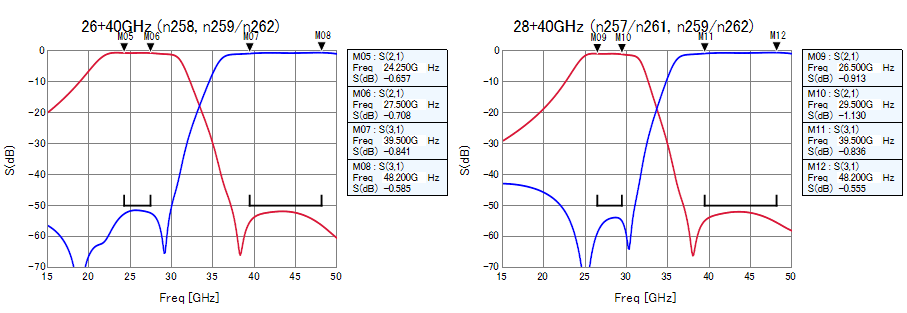 26+40GHz (n258, n259/n262)
M05 M06 M07 M08
0
-10
-20
-30
-40
-50
-60
-70
S(dB)
15 20 25 30 35 40 45 50
Freq [GHz]
M05 : S(2,1)
Freq 24.250G Hz
S(dB) -0.657
M06 : S(2,1)
Freq 27.500G Hz
S(dB) -0.708
M07 : S(3,1)
Freq 39.500G Hz
S(dB) -0.841
M08 : S(3,1)
Freq 48.200G Hz
S(dB) -0.585
28+40GHz (n257/n261, n259/n262)
M09 M10 M11 M12
0
-10
-20
-30
-40
-50
-60
-70
S(dB)
15 20 25 30 35 40 45 50
Freq [GHz]
M09 : S(2,1)
Freq 26.500G Hz
S(dB) -0.913
M10 : S(2,1)
Freq 29.500G Hz
S(dB) -1.130
M11 : S(3,1)
Freq 39.500G Hz
S(dB) -0.836
M12 : S(3,1)
Freq 48.200G Hz
S(dB) -0.555